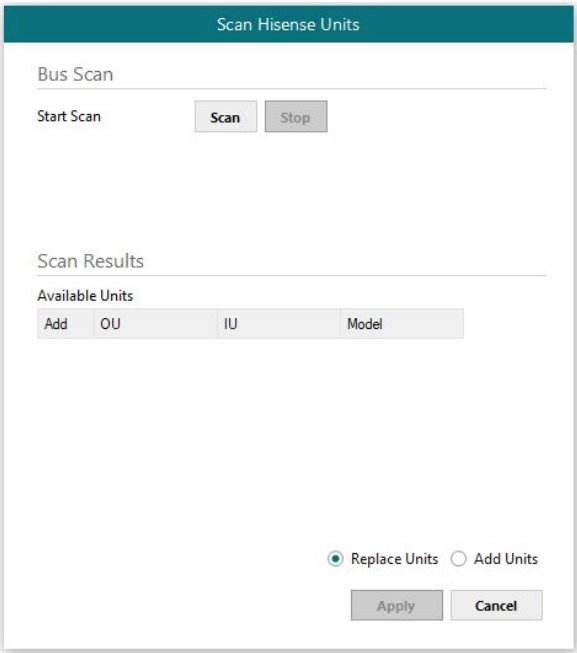 Scan Hisense Units
Bus Scan
Start Scan Scan Stop
Scan Results
Available Units
Add OU IU Model
Replace Units Add Units
Apply Cancel